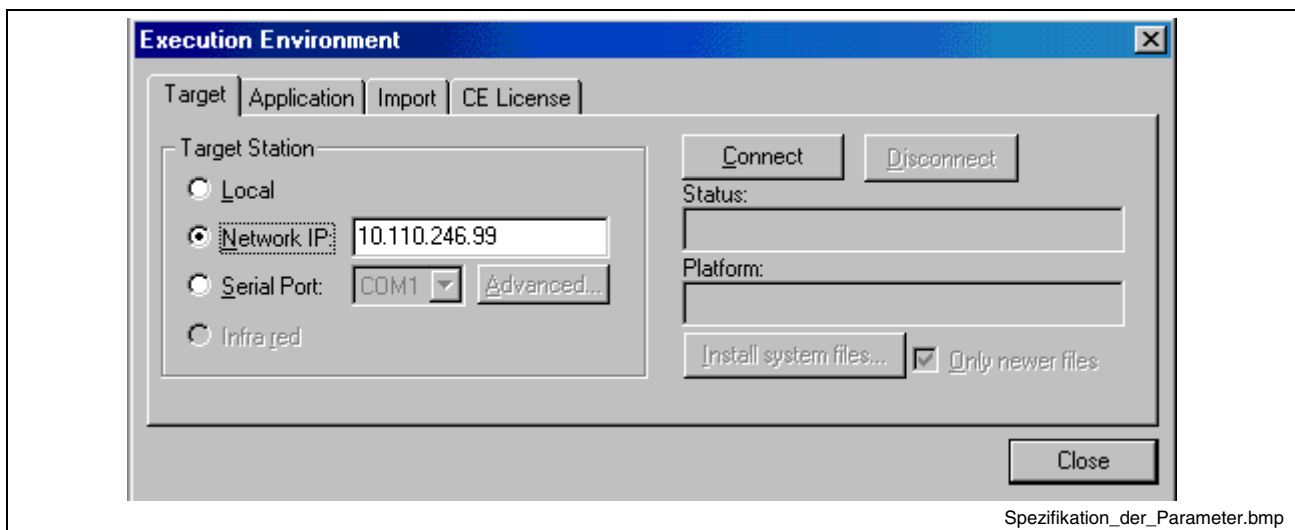 Execution Environment
Target Application Import CE License
Target Station
Local
Network IP: 10.110.246.99
Serial Port: COM1 Advanced...
Infra red
Connect Disconnect
Status:
Platform:
Install system files... Only newer files
Close
Spezifikation_der_Parameter.bmp